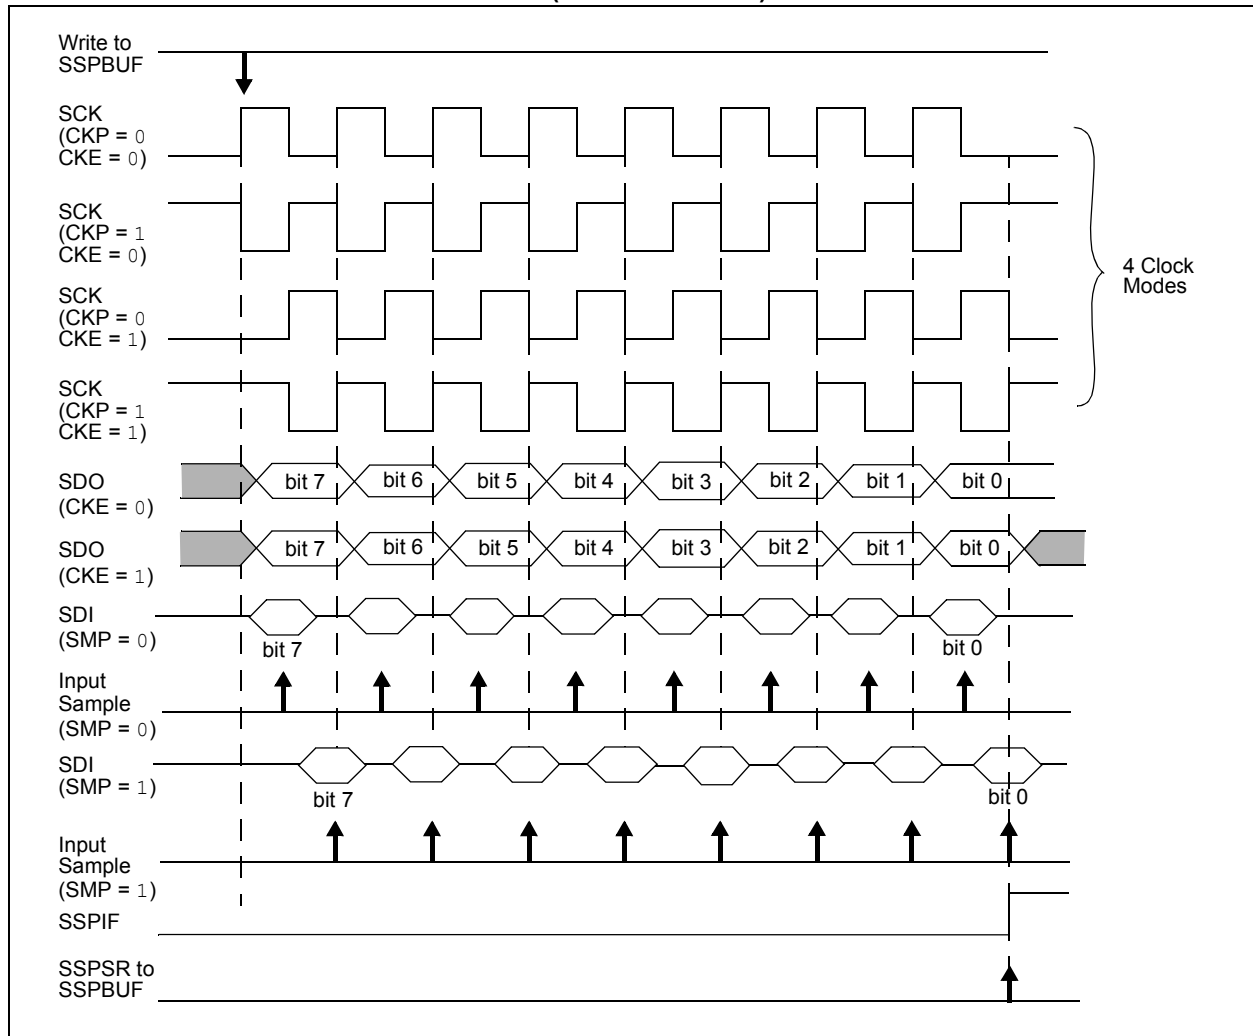 Write to
SSPBUF
SCK
(CKP = 0
CKE = 0)
SCK
(CKP = 1
CKE = 0)
SCK
(CKP = 0
CKE = 1)
SCK
(CKP = 1
CKE = 1)
4 Clock
Modes
SDO
(CKE = 0)
bit 7 bit 6 bit 5 bit 4 bit 3 bit 2 bit 1 bit 0
SDO
(CKE = 1)
bit 7 bit 6 bit 5 bit 4 bit 3 bit 2 bit 1 bit 0
SDI
(SMP = 0)
bit 7 bit 0
Input
Sample
(SMP = 0)
SDI
(SMP = 1)
bit 7 bit 0
Input
Sample
(SMP = 1)
SSPIF
SSPSR to
SSPBUF